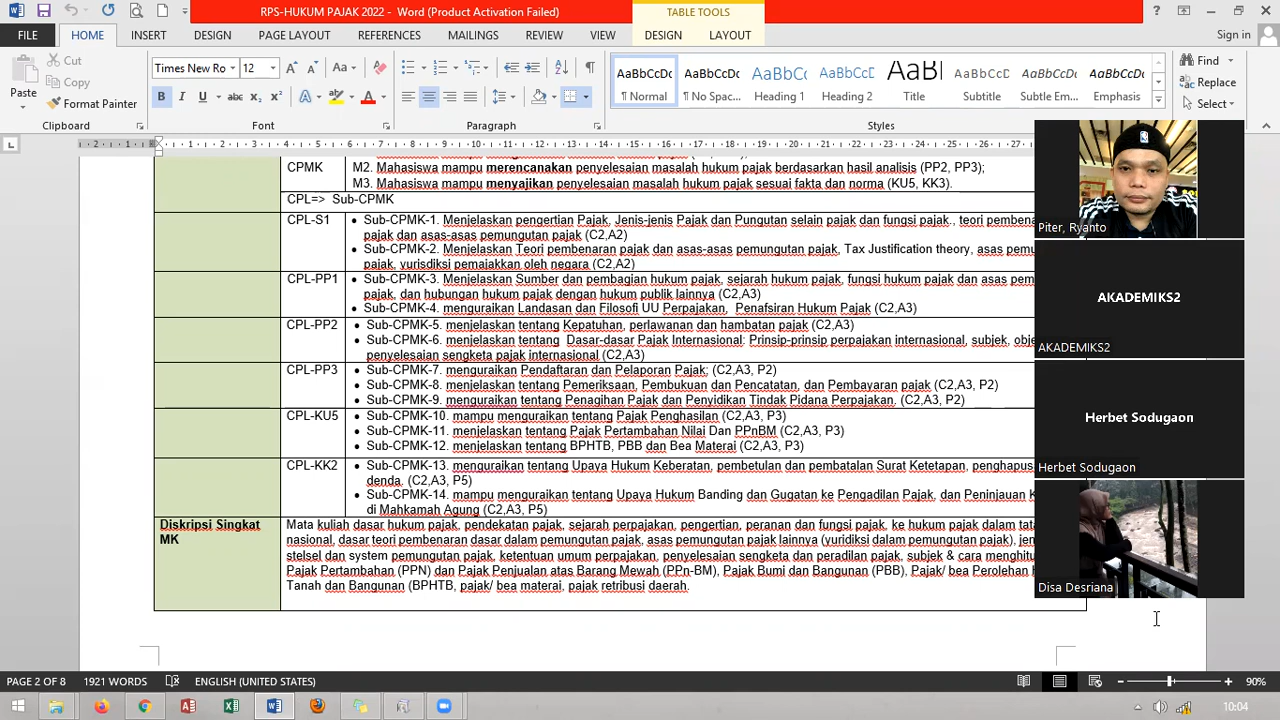 RPS-HUKUM PAJAK 2022 - Word (Product Activation Failed)
TABLE TOOLS
FILE HOME INSERT DESIGN PAGE LAYOUT REFERENCES MAILINGS REVIEW VIEW DESIGN LAYOUT Sign in
Paste
Cut
Copy
Format Painter
Clipboard
Times New Ro 12
Font
Paragraph
AaBbCcDc AaBbCcDc AaBbCc AaBbCcC AaBl AaBbCcC AaBbCcDc AaBbCcDc
¶ Normal ¶ No Spac... Heading 1 Heading 2 Title Subtitle Subtle Em... Emphasis
Styles
Find
Replace
Select
CPMK
M2. Mahasiswa mampu merencanakan penyelesaian masalah hukum pajak berdasarkan hasil analisis (PP2, PP3);
M3. Mahasiswa mampu menyajikan penyelesaian masalah hukum pajak sesuai fakta dan norma (KU5, KK3).
CPL=> Sub-CPMK
CPL-S1
• Sub-CPMK-1. Menjelaskan pengertian Pajak, Jenis-jenis Pajak dan Pungutan selain pajak dan fungsi pajak., teori pembena
pajak dan asas-asas pemungutan pajak (C2,A2)
• Sub-CPMK-2. Menjelaskan Teori pembenaran pajak dan asas-asas pemungutan pajak, Tax Justification theory, asas pemu
pajak, yurisdiksi pemajakkan oleh negara (C2,A2)
CPL-PP1
• Sub-CPMK-3. Menjelaskan Sumber dan pembagian hukum pajak, sejarah hukum pajak, fungsi hukum pajak dan asas pem
pajak, dan hubungan hukum pajak dengan hukum publik lainnya (C2,A3)
• Sub-CPMK-4. menguraikan Landasan dan Filosofi UU Perpajakan, Penafsiran Hukum Pajak (C2,A3)
CPL-PP2
• Sub-CPMK-5. menjelaskan tentang Kepatuhan, perlawanan dan hambatan pajak (C2,A3)
• Sub-CPMK-6. menjelaskan tentang Dasar-dasar Pajak Internasional: Prinsip-prinsip perpajakan internasional, subjek, obje
penyelesaian sengketa pajak internasional (C2,A3)
CPL-PP3
• Sub-CPMK-7. menguraikan Pendaftaran dan Pelaporan Pajak; (C2,A3, P2)
• Sub-CPMK-8. menjelaskan tentang Pemeriksaan, Pembukuan dan Pencatatan, dan Pembayaran pajak (C2,A3, P2)
• Sub-CPMK-9. menguraikan tentang Penagihan Pajak dan Penyidikan Tindak Pidana Perpajakan. (C2,A3, P2)
CPL-KU5
• Sub-CPMK-10. mampu menguraikan tentang Pajak Penghasilan (C2,A3, P3)
• Sub-CPMK-11. menjelaskan tentang Pajak Pertambahan Nilai Dan PPnBM (C2,A3, P3)
• Sub-CPMK-12. menjelaskan tentang BPHTB, PBB dan Bea Materai (C2,A3, P3)
CPL-KK2
• Sub-CPMK-13. menguraikan tentang Upaya Hukum Keberatan, pembetulan dan pembatalan Surat Ketetapan, penghapus
denda. (C2,A3, P5)
• Sub-CPMK-14. mampu menguraikan tentang Upaya Hukum Banding dan Gugatan ke Pengadilan Pajak, dan Peninjauan K
di Mahkamah Agung (C2,A3, P5)
Diskripsi Singkat
MK
Mata kuliah dasar hukum pajak, pendekatan pajak, sejarah perpajakan, pengertian, peranan dan fungsi pajak, ke hukum pajak dalam tata
nasional, dasar teori pembenaran dasar dalam pemungutan pajak, asas pemungutan pajak lainnya (yuridiksi dalam pemungutan pajak), jen
stelsel dan system pemungutan pajak, ketentuan umum perpajakan, penyelesaian sengketa dan peradilan pajak, subjek & cara menghitu
Pajak Pertambahan (PPN) dan Pajak Penjualan atas Barang Mewah (PPn-BM), Pajak Bumi dan Bangunan (PBB), Pajak/ bea Perolehan
Tanah dan Bangunan (BPHTB, pajak/ bea materai, pajak retribusi daerah.
Piter, Ryanto
AKADEMIKS2
AKADEMIKS2
Herbet Sodugaon
Herbet Sodugaon
Disa Desriana
PAGE 2 OF 8 1921 WORDS ENGLISH (UNITED STATES) 90%
10:04